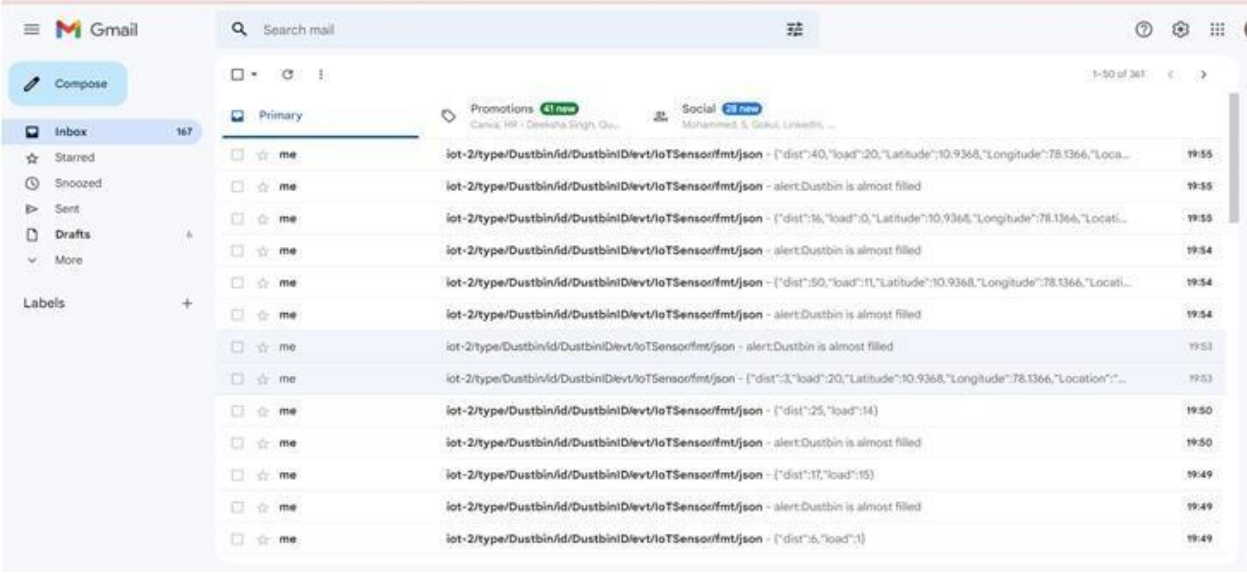 Gmail
Search mail
Compose
1-50 of 361
Primary
Promotions 41 new
Social 28 new
Camia, HR - Deeksha Singh, Qu...
Mohammed, S, Gokul, LinkedIn, ...
Inbox 167
Starred
Snoozed
Sent
Drafts 6
More
Labels +
me iot-2/type/Dustbin/id/DustbinID/evt/IoTSensor/fmt/json - {"dist":40,"load":20,"Latitude":10.9368,"Longitude":78.1366,"Loca... 19:55
me iot-2/type/Dustbin/id/DustbinID/evt/IoTSensor/fmt/json - alert:Dustbin is almost filled 19:55
me iot-2/type/Dustbin/id/DustbinID/evt/IoTSensor/fmt/json - {"dist":16,"load":0,"Latitude":10.9368,"Longitude":78.1366,"Locati... 19:55
me iot-2/type/Dustbin/id/DustbinID/evt/IoTSensor/fmt/json - alert:Dustbin is almost filled 19:54
me iot-2/type/Dustbin/id/DustbinID/evt/IoTSensor/fmt/json - {"dist":50,"load":11,"Latitude":10.9368,"Longitude":78.1366,"Locati... 19:54
me iot-2/type/Dustbin/id/DustbinID/evt/IoTSensor/fmt/json - alert:Dustbin is almost filled 19:54
me iot-2/type/Dustbin/id/DustbinID/evt/IoTSensor/fmt/json - alert:Dustbin is almost filled 19:53
me iot-2/type/Dustbin/id/DustbinID/evt/IoTSensor/fmt/json - {"dist":3,"load":20,"Latitude":10.9368,"Longitude":78.1366,"Location":"... 19:53
me iot-2/type/Dustbin/id/DustbinID/evt/IoTSensor/fmt/json - {"dist":25,"load":14} 19:50
me iot-2/type/Dustbin/id/DustbinID/evt/IoTSensor/fmt/json - alert:Dustbin is almost filled 19:50
me iot-2/type/Dustbin/id/DustbinID/evt/IoTSensor/fmt/json - {"dist":17,"load":15} 19:49
me iot-2/type/Dustbin/id/DustbinID/evt/IoTSensor/fmt/json - alert:Dustbin is almost filled 19:49
me iot-2/type/Dustbin/id/DustbinID/evt/IoTSensor/fmt/json - {"dist":6,"load":1} 19:49